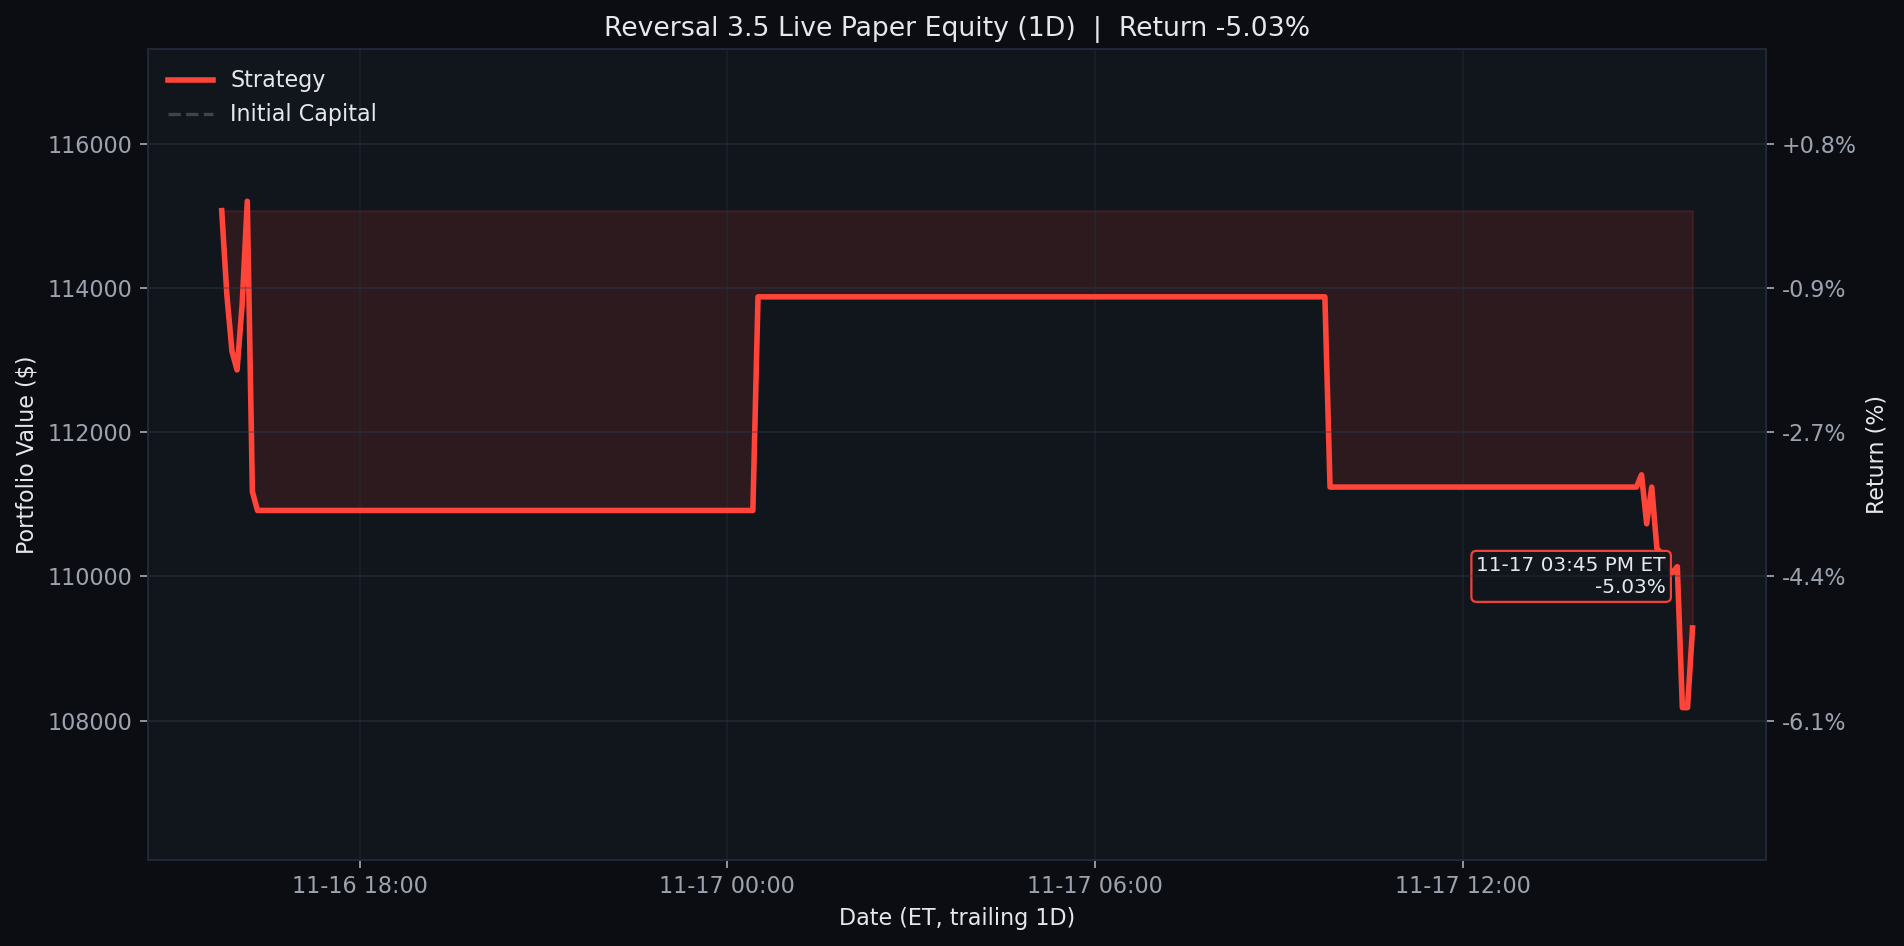 Reversal 3.5 Live Paper Equity (1D) | Return -5.03%
Strategy
Initial Capital
116000
114000
112000
110000
108000
Portfolio Value ($)
+0.8%
-0.9%
-2.7%
-4.4%
-6.1%
Return (%)
11-17 03:45 PM ET
-5.03%
11-16 18:00
11-17 00:00
11-17 06:00
11-17 12:00
Date (ET, trailing 1D)